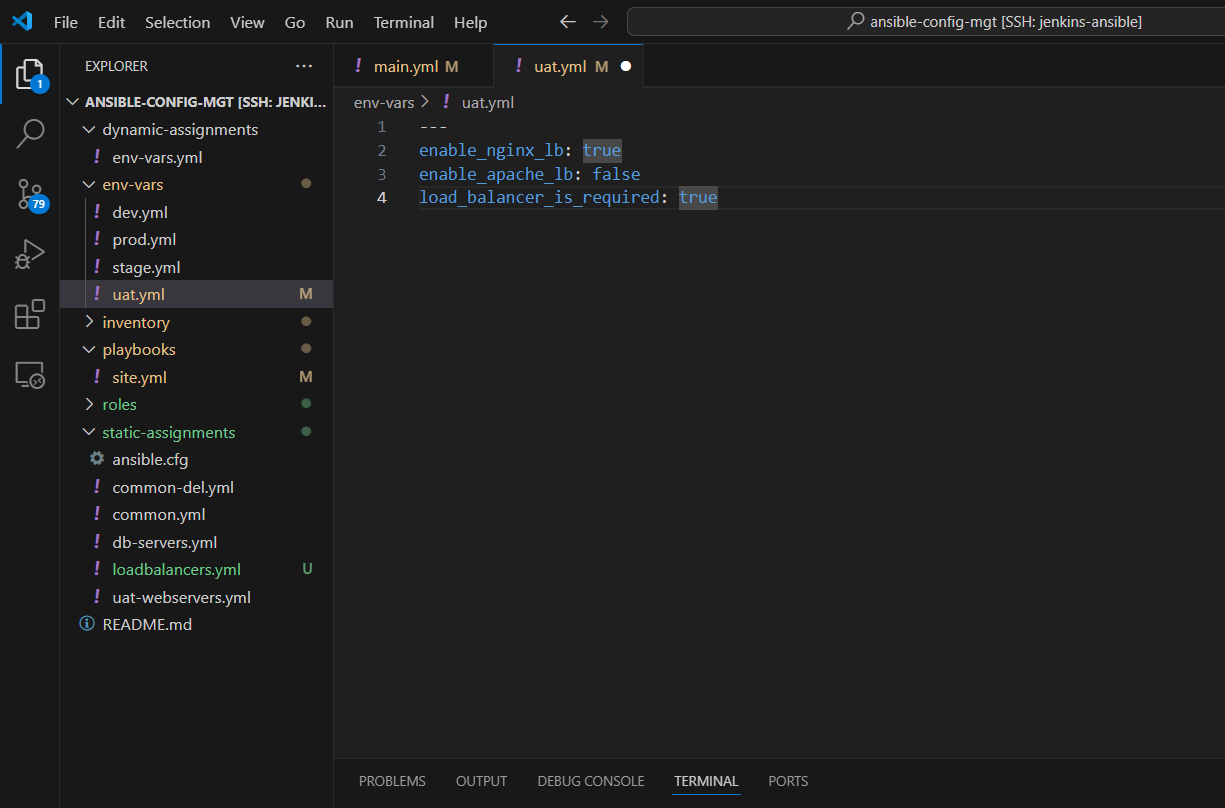 File Edit Selection View Go Run Terminal Help
ansible-config-mgt [SSH: jenkins-ansible]
1
79
EXPLORER ...
ANSIBLE-CONFIG-MGT [SSH: JENKI...
dynamic-assignments
! env-vars.yml
env-vars
! dev.yml
! prod.yml
! stage.yml
! uat.yml M
inventory
playbooks
! site.yml M
roles
static-assignments
ansible.cfg
! common-del.yml
! common.yml
! db-servers.yml
! loadbalancers.yml U
! uat-webservers.yml
README.md
! main.yml M ! uat.yml M
env-vars > ! uat.yml
1 ---
2 enable_nginx_lb: true
3 enable_apache_lb: false
4 load_balancer_is_required: true
PROBLEMS OUTPUT DEBUG CONSOLE TERMINAL PORTS